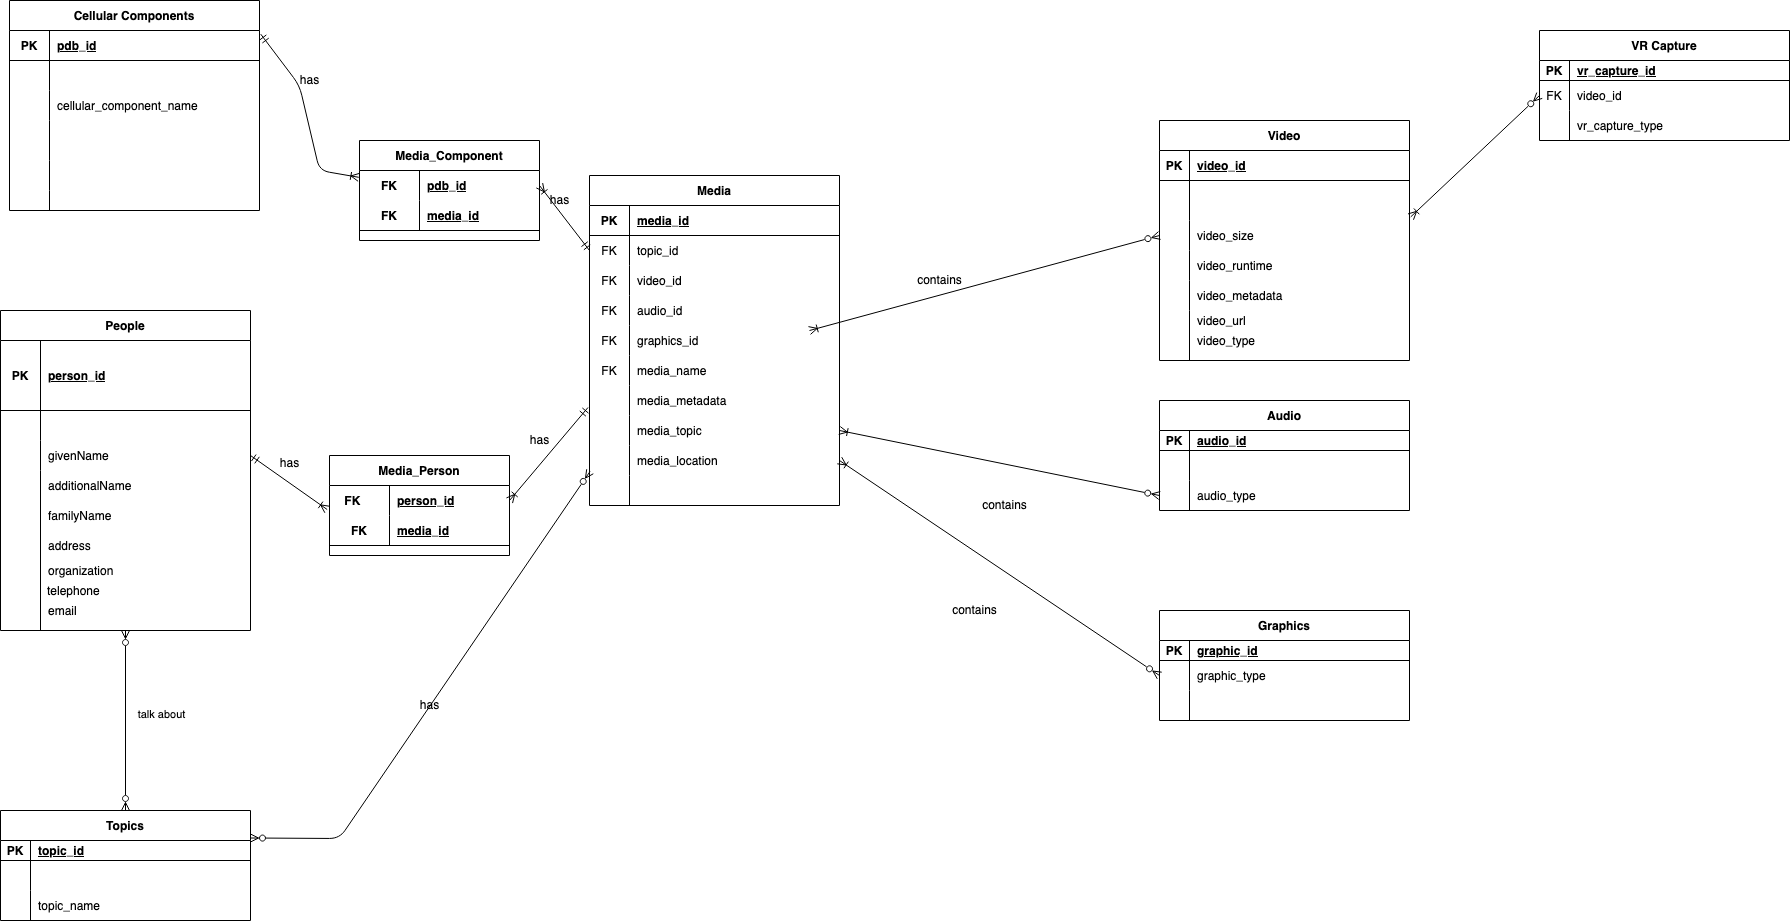 Cellular Components
PK pdb_id
cellular_component_name
has
Media_Component
FK pdb_id
FK media_id
has
Media
PK media_id
FK topic_id
FK video_id
FK audio_id
FK graphics_id
FK media_name
media_metadata
media_topic
media_location
contains
Video
PK video_id
video_size
video_runtime
video_metadata
video_url
video_type
VR Capture
PK vr_capture_id
FK video_id
vr_capture_type
People
PK person_id
givenName
additionalName
familyName
address
organization
telephone
email
has
Media_Person
FK person_id
FK media_id
has
Audio
PK audio_id
audio_type
contains
contains
Graphics
PK graphic_id
graphic_type
talk about
has
Topics
PK topic_id
topic_name